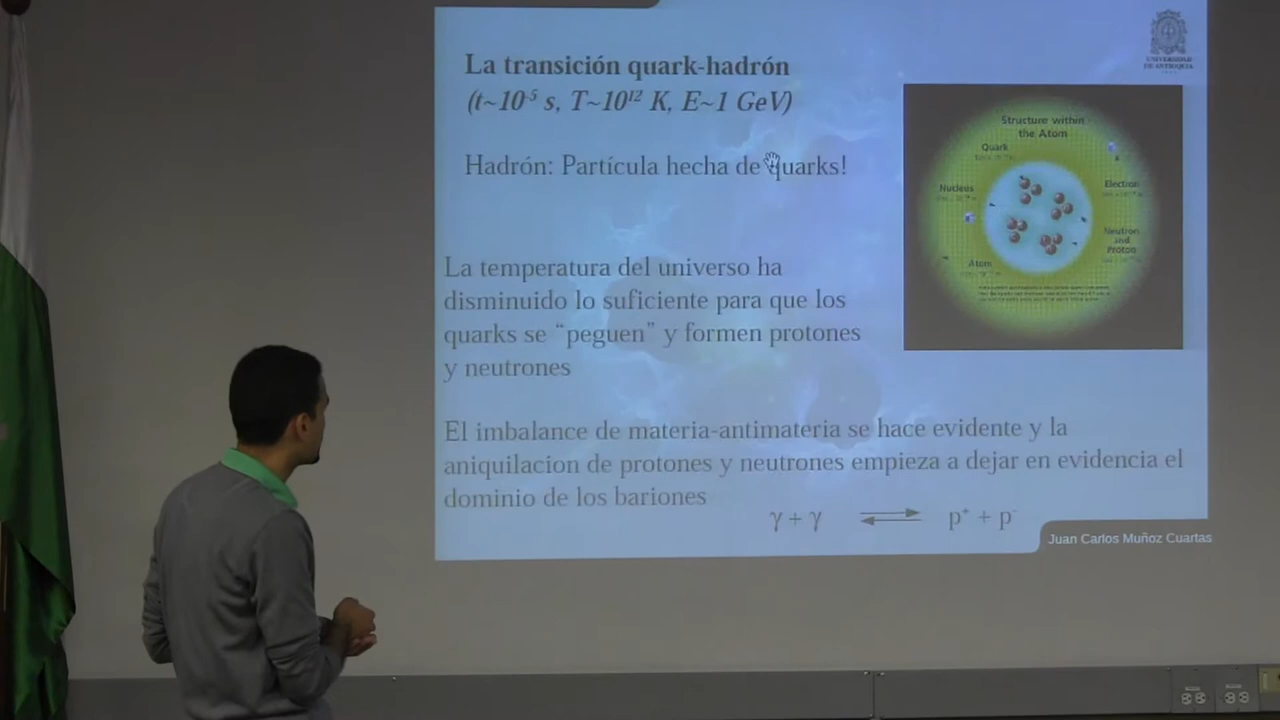 UNIVERSIDAD
DE ANTIOQUIA
La transición quark-hadrón
(t~10⁻⁵ s, T~10¹² K, E~1 GeV)
Hadrón: Partícula hecha de quarks!
Structure within
the Atom
Quark
Nucleus
Electron
Neutron
and
Proton
Atom
La temperatura del universo ha
disminuido lo suficiente para que los
quarks se “peguen” y formen protones
y neutrones
El imbalance de materia-antimateria se hace evidente y la
aniquilacion de protones y neutrones empieza a dejar en evidencia el
dominio de los bariones
γ + γ ⇌ p⁺ + p⁻
Juan Carlos Muñoz Cuartas